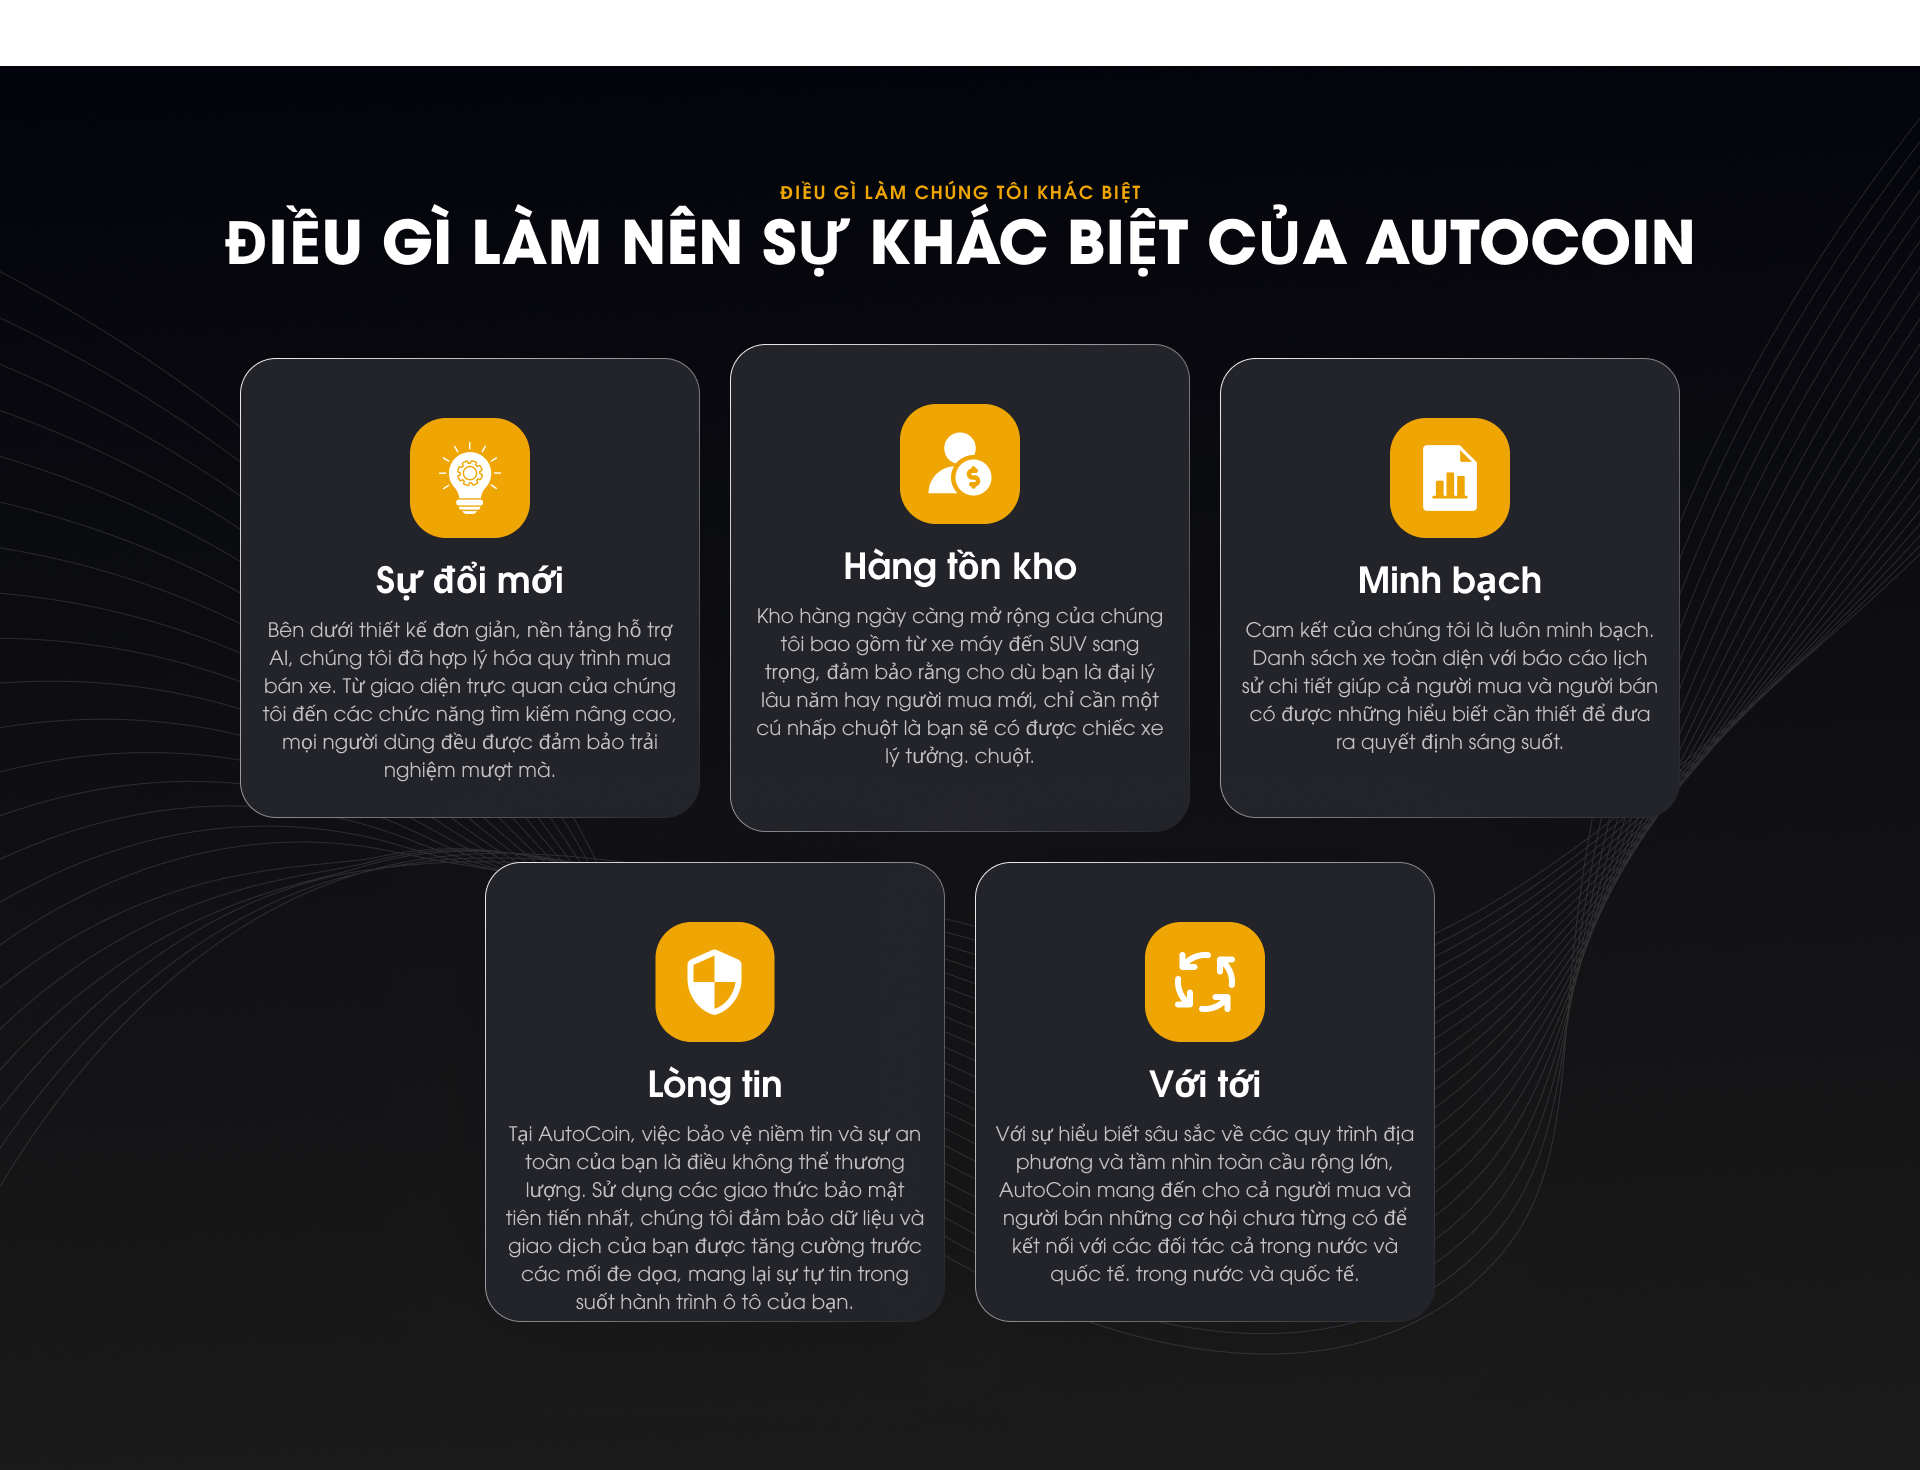 ĐIỀU GÌ LÀM CHÚNG TÔI KHÁC BIỆT
ĐIỀU GÌ LÀM NÊN SỰ KHÁC BIỆT CỦA AUTOCOIN
Sự đổi mới
Bên dưới thiết kế đơn giản, nền tảng hỗ trợ
AI, chúng tôi đã hợp lý hóa quy trình mua
bán xe. Từ giao diện trực quan của chúng
tôi đến các chức năng tìm kiếm nâng cao,
mọi người dùng đều được đảm bảo trải
nghiệm mượt mà.
Hàng tồn kho
Kho hàng ngày càng mở rộng của chúng
tôi bao gồm từ xe máy đến SUV sang
trọng, đảm bảo rằng cho dù bạn là đại lý
lâu năm hay người mua mới, chỉ cần một
cú nhấp chuột là bạn sẽ có được chiếc xe
lý tưởng. chuột.
Minh bạch
Cam kết của chúng tôi là luôn minh bạch.
Danh sách xe toàn diện với báo cáo lịch
sử chi tiết giúp cả người mua và người bán
có được những hiểu biết cần thiết để đưa
ra quyết định sáng suốt.
Lòng tin
Tại AutoCoin, việc bảo vệ niềm tin và sự an
toàn của bạn là điều không thể thương
lượng. Sử dụng các giao thức bảo mật
tiên tiến nhất, chúng tôi đảm bảo dữ liệu và
giao dịch của bạn được tăng cường trước
các mối đe dọa, mang lại sự tự tin trong
suốt hành trình ô tô của bạn.
Với tới
Với sự hiểu biết sâu sắc về các quy trình địa
phương và tầm nhìn toàn cầu rộng lớn,
AutoCoin mang đến cho cả người mua và
người bán những cơ hội chưa từng có để
kết nối với các đối tác cả trong nước và
quốc tế. trong nước và quốc tế.